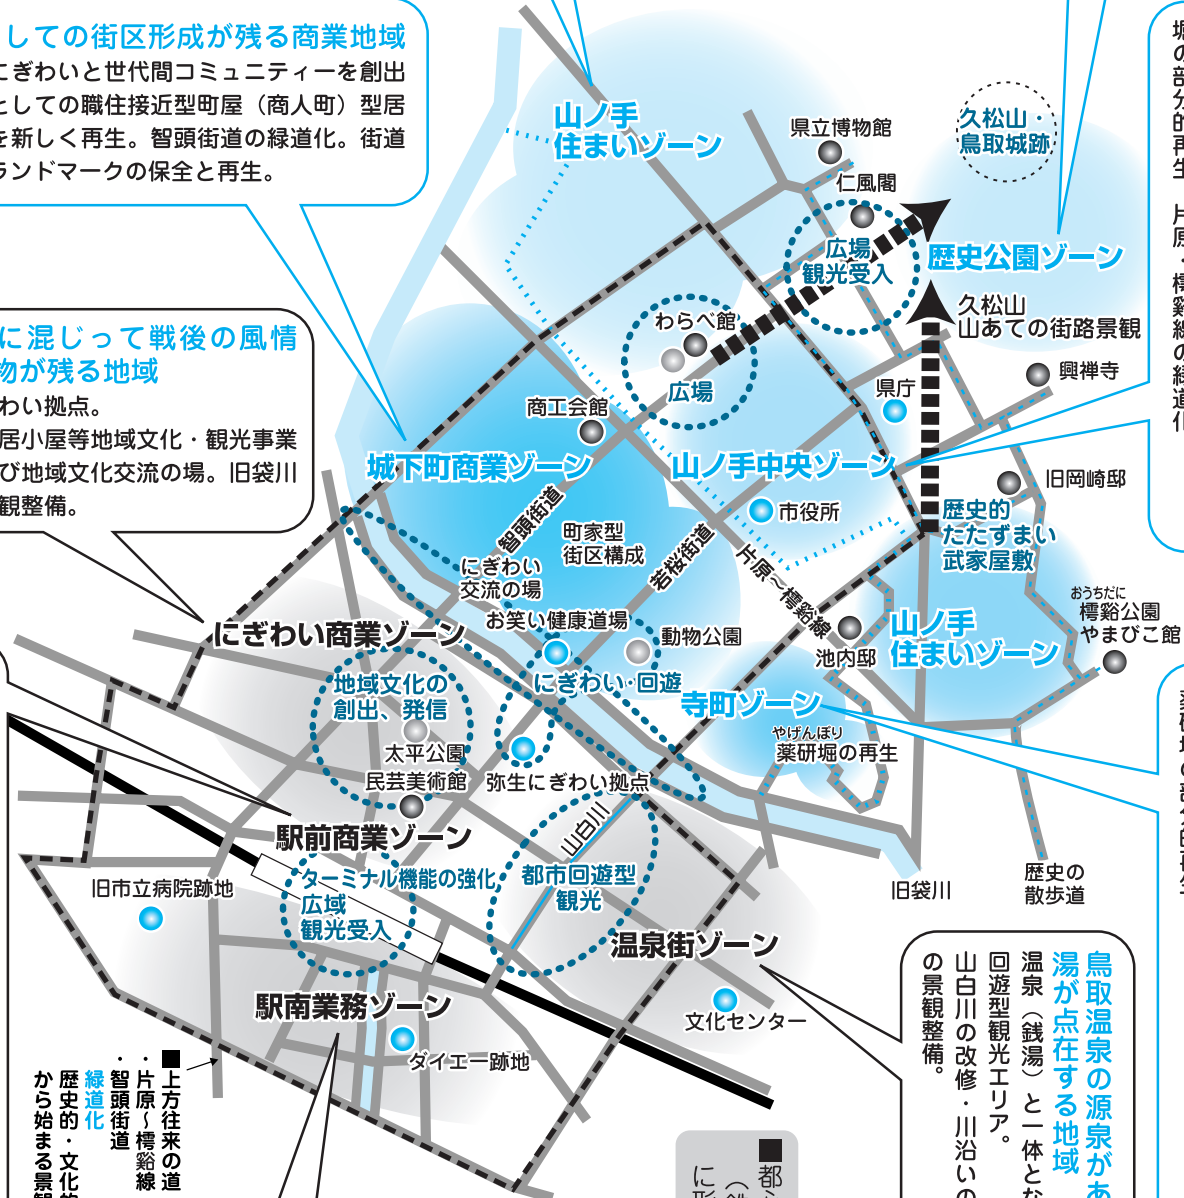 しての街区形成が残る商業地域
にぎわいと世代間コミュニティーを創出
としての職住接近型町屋（商人町）型居
を新しく再生。智頭街道の緑道化。街道
ランドマークの保全と再生。
に混じって戦後の風情
物が残る地域
わい拠点。
居小屋等地域文化・観光事業
び地域文化交流の場。旧袋川
観整備。
山ノ手
住まいゾーン
県立博物館
久松山・
鳥取城跡
仁風閣
広場
観光受入
歴史公園ゾーン
久松山
山あての街路景観
わらべ館
広場
興禅寺
県庁
商工会館
城下町商業ゾーン
山ノ手中央ゾーン
旧岡崎邸
市役所
智頭街道
町家型
街区構成
若桜街道
片原～樗谿線
歴史的
たたずまい
武家屋敷
にぎわい
交流の場
お笑い健康道場
動物公園
おうちだに
樗谿公園
やまびこ館
池内邸
山ノ手
住まいゾーン
にぎわい商業ゾーン
にぎわい・回遊
寺町ゾーン
地域文化の
創出、発信
太平公園
民芸美術館
やげんぼり
薬研堀の再生
弥生にぎわい拠点
山白川
駅前商業ゾーン
ターミナル機能の強化
広域
観光受入
都市回遊型
観光
旧市立病院跡地
旧袋川
歴史の
散歩道
温泉街ゾーン
駅南業務ゾーン
文化センター
ダイエー跡地
■上方往来の道
・片原～樗谿線
・智頭街道
緑道化
歴史的・文化的
から始まる景観
鳥取温泉の源泉があ
湯が点在する地域
温泉（銭湯）と一体とな
回遊型観光エリア。
山白川の改修・川沿いの
の景観整備。
堀の部分的再生　片原・樗谿線の緑道化
■都
（銭
に形